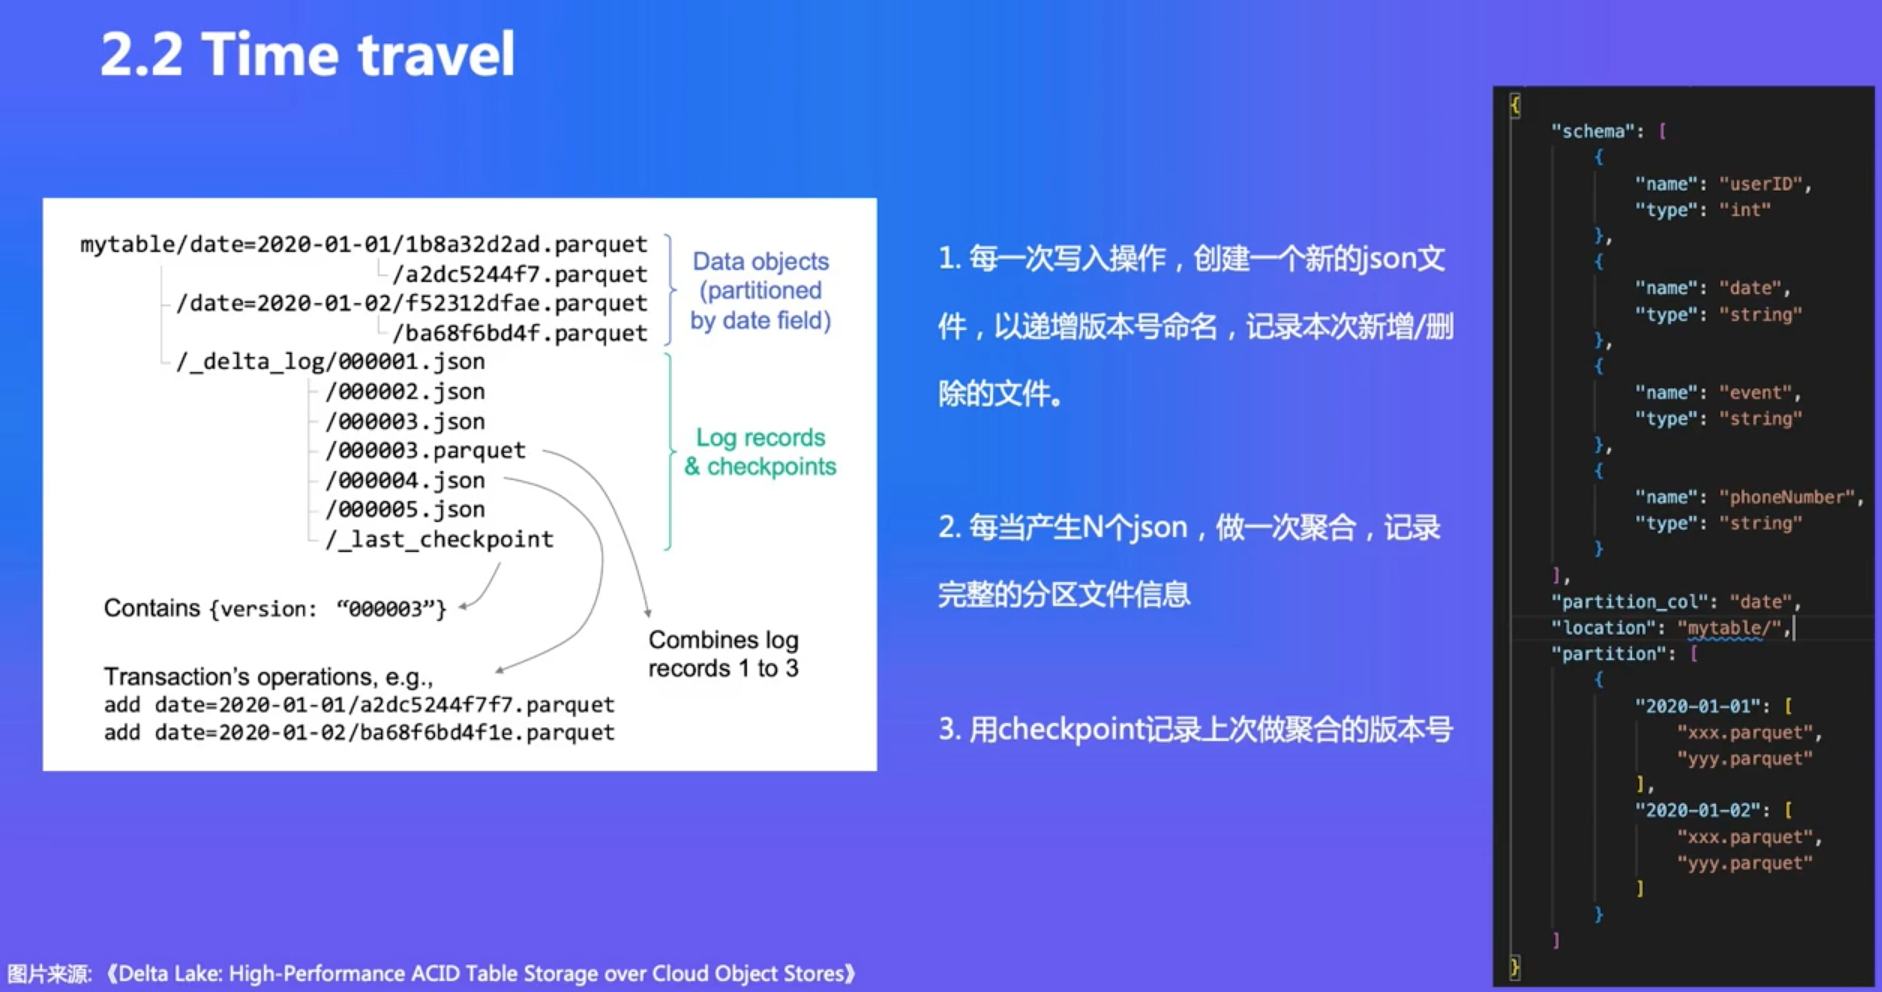 2.2 Time travel
mytable/date=2020-01-01/1b8a32d2ad.parquet
/a2dc5244f7.parquet
/date=2020-01-02/f52312dfae.parquet
/ba68f6bd4f.parquet
/_delta_log/000001.json
/000002.json
/000003.json
/000003.parquet
/000004.json
/000005.json
/_last_checkpoint
Data objects
(partitioned
by date field)
Log records
& checkpoints
Contains {version: “000003”}
Combines log
records 1 to 3
Transaction’s operations, e.g.,
add date=2020-01-01/a2dc5244f7f7.parquet
add date=2020-01-02/ba68f6bd4f1e.parquet
1. 每一次写入操作，创建一个新的json文
件，以递增版本号命名，记录本次新增/删
除的文件。
2. 每当产生N个json，做一次聚合，记录
完整的分区文件信息
3. 用checkpoint记录上次做聚合的版本号
{
"schema": [
{
"name": "userID",
"type": "int"
},
{
"name": "date",
"type": "string"
},
{
"name": "event",
"type": "string"
},
{
"name": "phoneNumber",
"type": "string"
}
],
"partition_col": "date",
"location": "mytable/",
"partition": [
{
"2020-01-01": [
"xxx.parquet",
"yyy.parquet"
],
"2020-01-02": [
"xxx.parquet",
"yyy.parquet"
]
}
]
}
图片来源: 《Delta Lake: High-Performance ACID Table Storage over Cloud Object Stores》